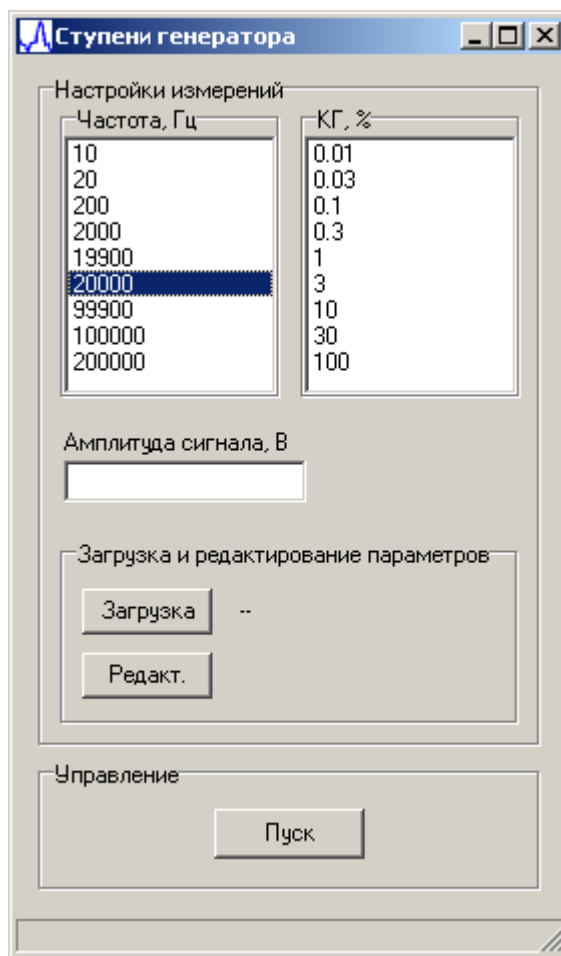 Ступени генератора
Настройки измерений
Частота, Гц
10
20
200
2000
19900
20000
99900
100000
200000
КГ, %
0.01
0.03
0.1
0.3
1
3
10
30
100
Амплитуда сигнала, В
Загрузка и редактирование параметров
Загрузка --
Редакт.
Управление
Пуск